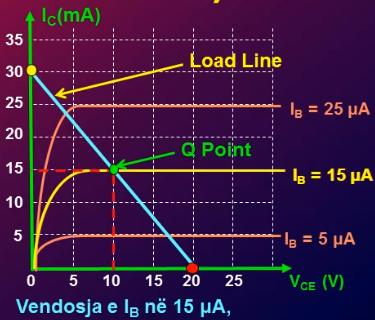 I_C(mA)
35
30
25
20
15
10
5
0 5 10 15 20 25
V_CE (V)
Load Line
Q Point
I_B = 25 µA
I_B = 15 µA
I_B = 5 µA
Vendosja e I_B në 15 µA,